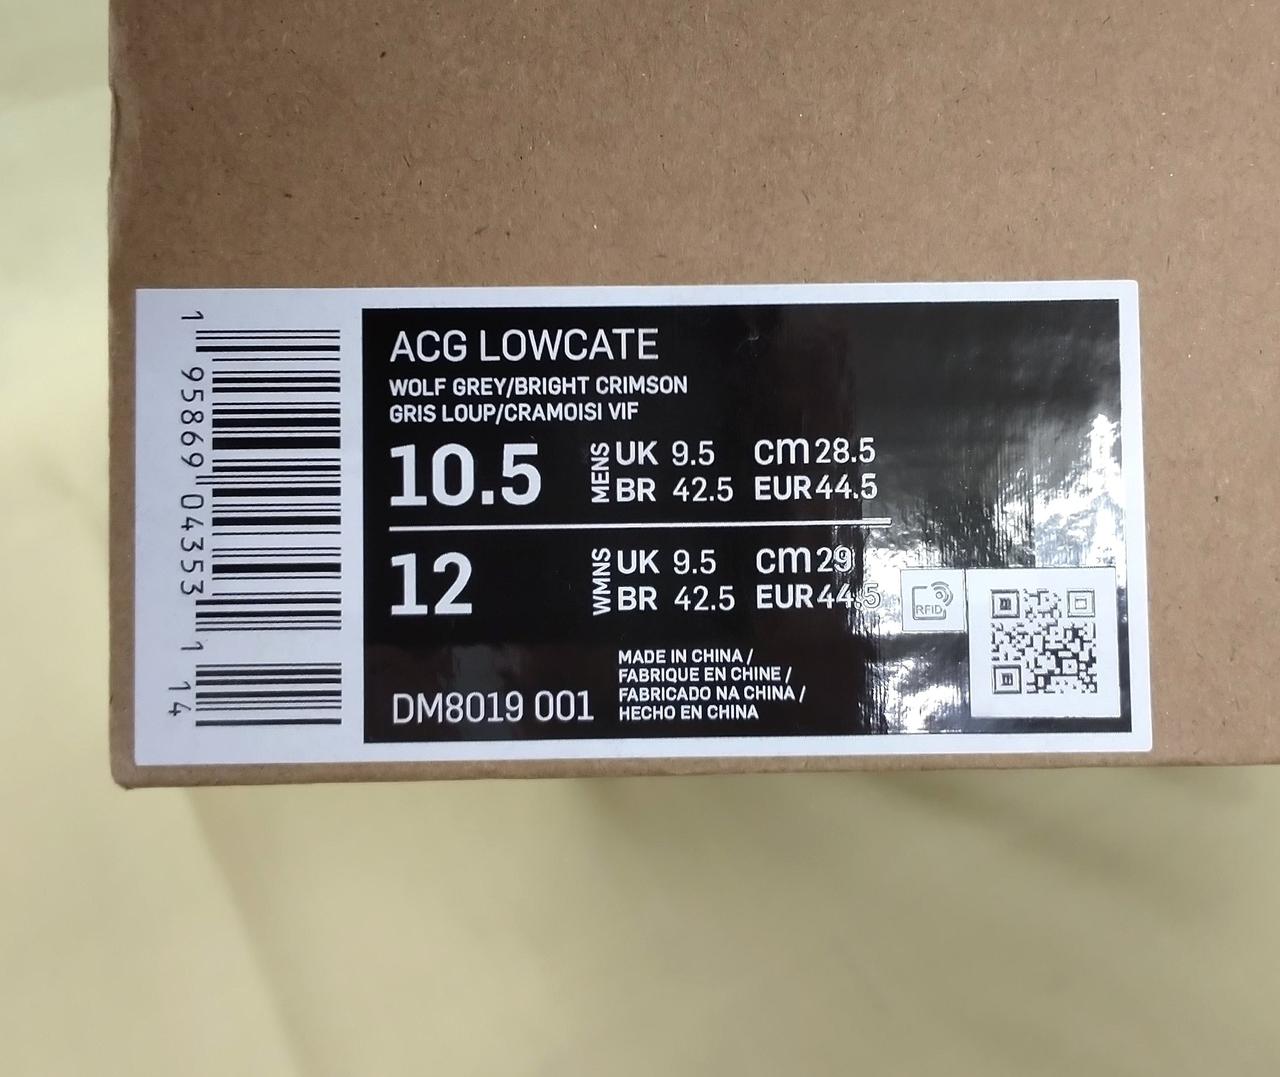 1 95869 04353 1 14
ACG LOWCATE
WOLF GREY/BRIGHT CRIMSON
GRIS LOUP/CRAMOISI VIF
10.5 MENS UK 9.5 CM 28.5
BR 42.5 EUR 44.5
12 WMNS UK 9.5 CM 29
BR 42.5 EUR 44.5
RFID
MADE IN CHINA /
FABRIQUE EN CHINE /
FABRICADO NA CHINA /
HECHO EN CHINA
DM8019 001